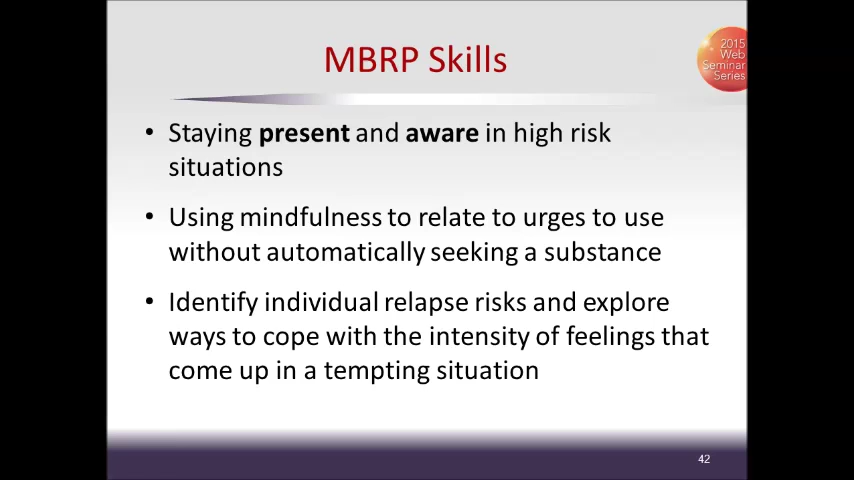 MBRP Skills
2015
Web
Seminar
Series
• Staying present and aware in high risk
situations
• Using mindfulness to relate to urges to use
without automatically seeking a substance
• Identify individual relapse risks and explore
ways to cope with the intensity of feelings that
come up in a tempting situation
42